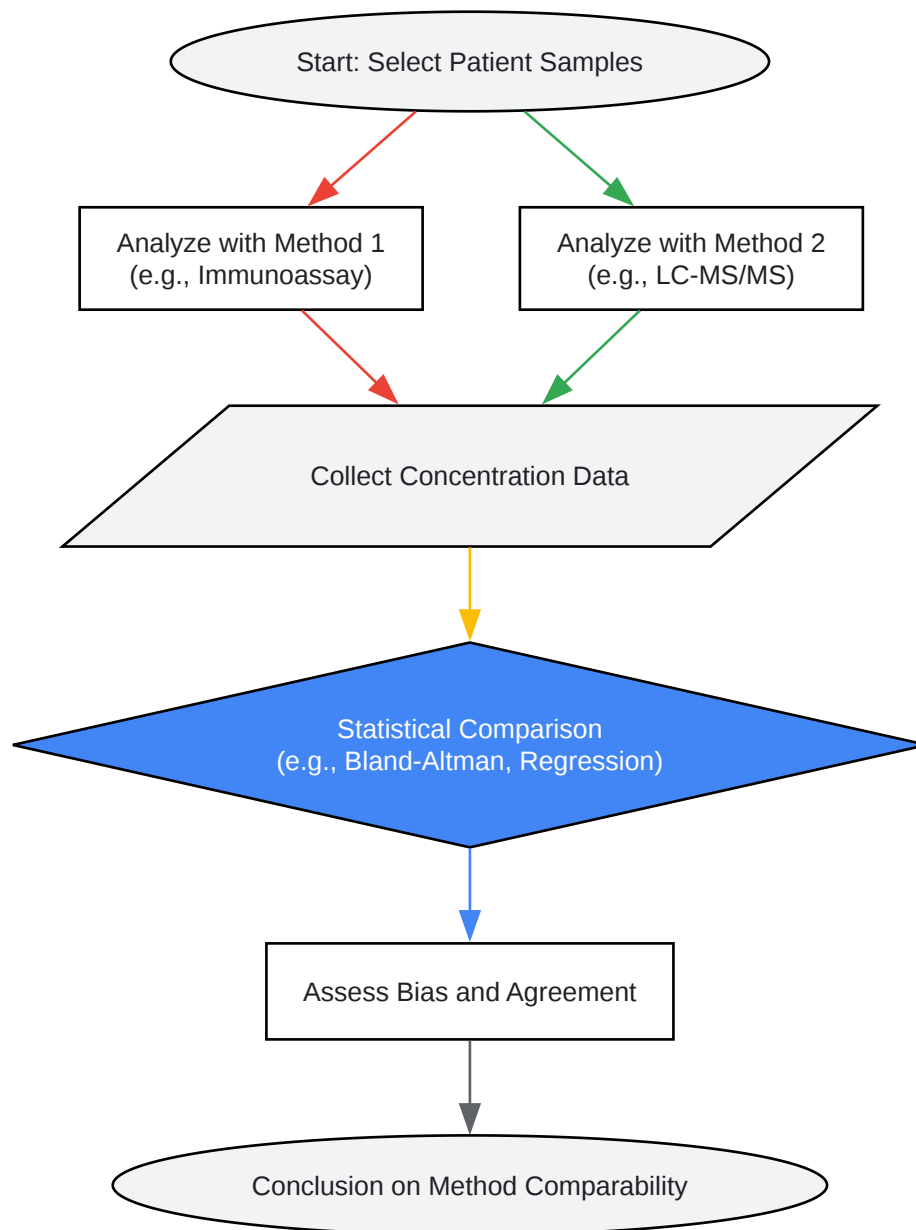 Start: Select Patient Samples
Analyze with Method 1
(e.g., Immunoassay)
Analyze with Method 2
(e.g., LC-MS/MS)
Collect Concentration Data
Statistical Comparison
(e.g., Bland-Altman, Regression)
Assess Bias and Agreement
Conclusion on Method Comparability